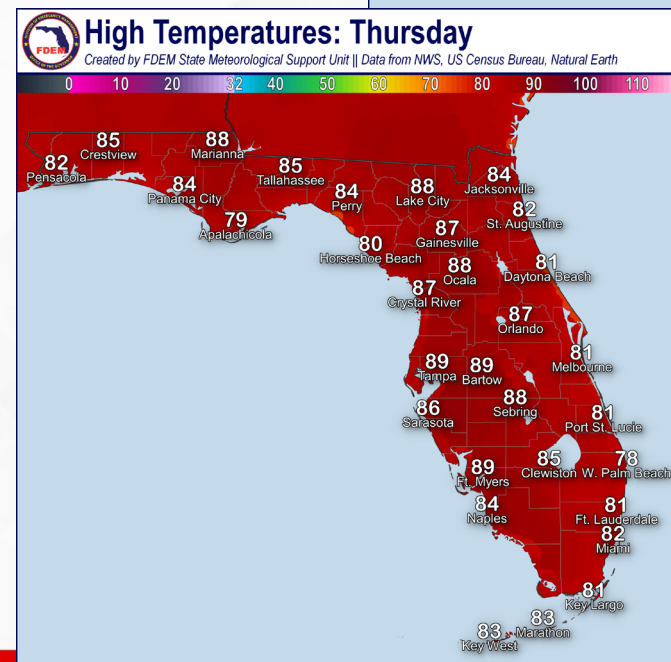 High Temperatures: Thursday
FDEM
Created by FDEM State Meteorological Support Unit || Data from NWS, US Census Bureau, Natural Earth
0 10 20 32 40 50 60 70 80 90 100 110
85
Crestview
88
Marianna
82
Pensacola
85
Tallahassee
84
Panama City
84
Perry
88
Lake City
84
Jacksonville
79
Apalachicola
82
St. Augustine
87
Gainesville
80
Horseshoe Beach
88
Ocala
81
Daytona Beach
87
Crystal River
87
Orlando
81
Melbourne
89
Tampa
89
Bartow
88
Sebring
86
Sarasota
81
Port St. Lucie
89
Ft. Myers
85
Clewiston
78
W. Palm Beach
84
Naples
81
Ft. Lauderdale
82
Miami
81
Key Largo
83
Marathon
83
Key West